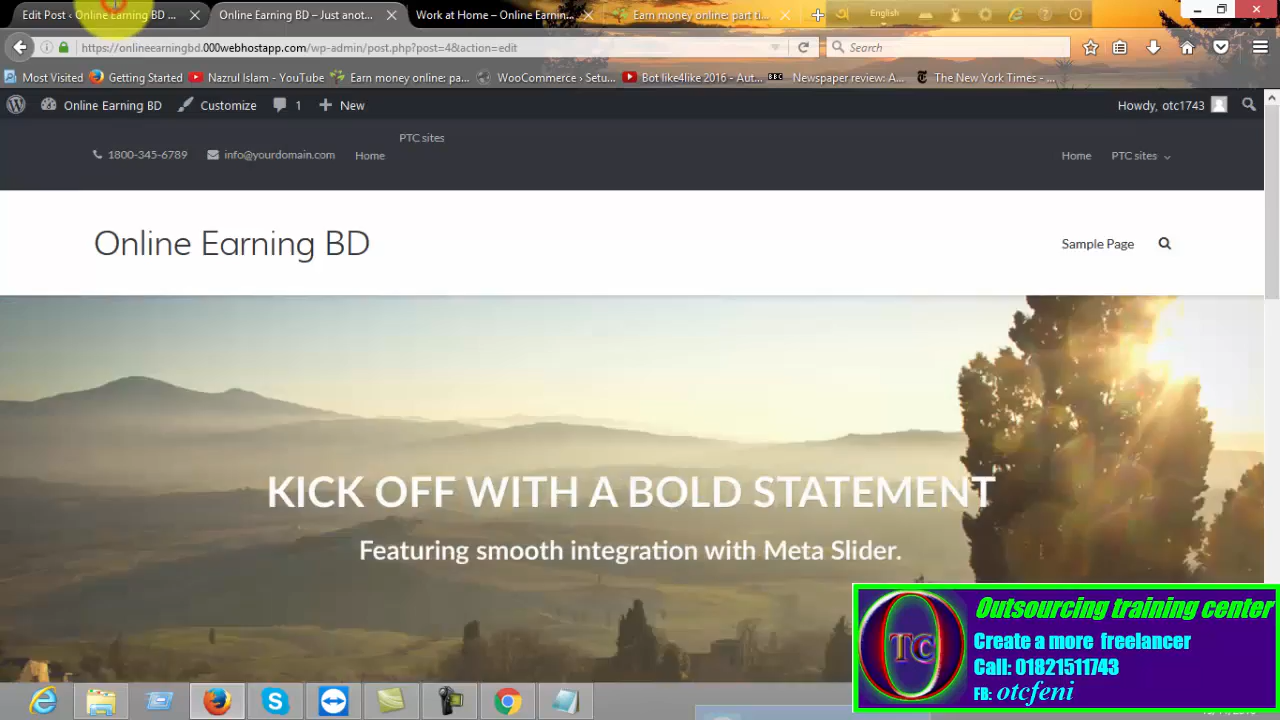 Edit Post ‹ Online Earning BD ...
Online Earning BD – Just anot...
Work at Home – Online Earnin...
Earn money online: part ti...
English
https://onlineearningbd.000webhostapp.com/wp-admin/post.php?post=4&action=edit
Search
Most Visited
Getting Started
Nazrul Islam - YouTube
Earn money online: pa...
WooCommerce › Setu...
Bot like4like 2016 - Aut...
BBC
Newspaper review: A...
The New York Times - ...
Online Earning BD
Customize
1
New
Howdy, otc1743
1800-345-6789
info@yourdomain.com
Home
PTC sites
Home
PTC sites
Online Earning BD
Sample Page
KICK OFF WITH A BOLD STATEMENT
Featuring smooth integration with Meta Slider.
OTC
Outsourcing training center
Create a more freelancer
Call: 01821511743
FB: otcfeni